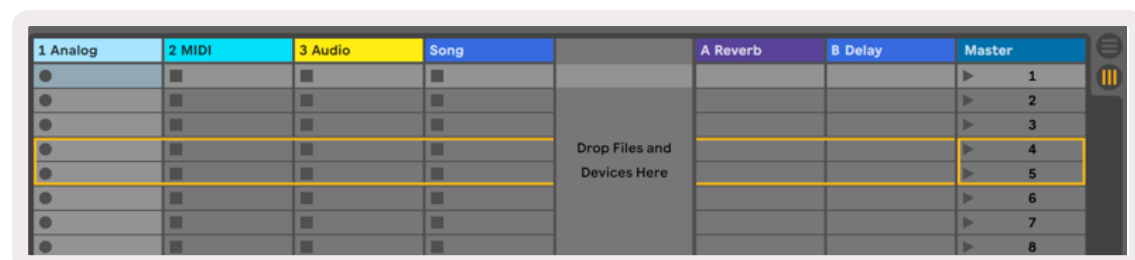 1 Analog 2 MIDI 3 Audio Song A Reverb B Delay Master
1
2
3
Drop Files and 4
Devices Here 5
6
7
8